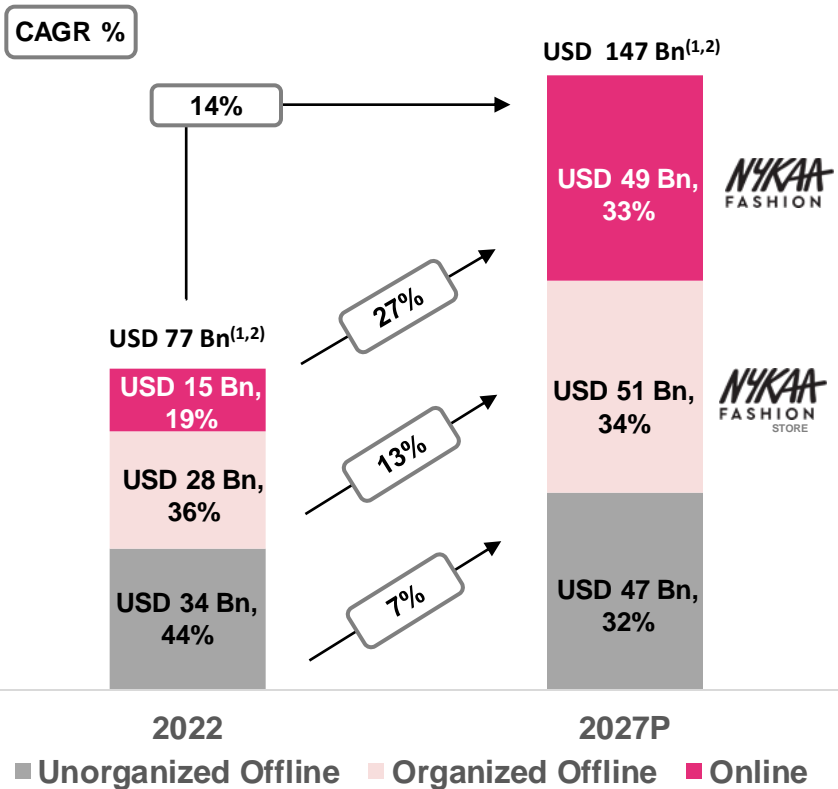 CAGR %
USD 147 Bn(1,2)
14%
USD 49 Bn,
33%
NYKAA
FASHION
27%
USD 77 Bn(1,2)
USD 15 Bn,
19%
USD 51 Bn,
34%
NYKAA
FASHION
STORE
13%
USD 28 Bn,
36%
7%
USD 34 Bn,
44%
USD 47 Bn,
32%
2022
2027P
Unorganized Offline
Organized Offline
Online